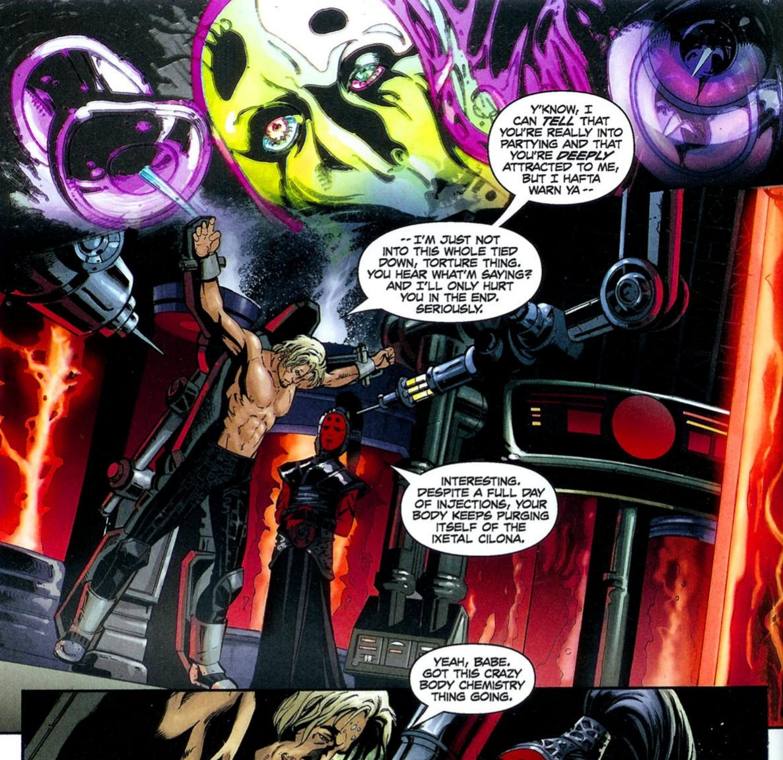 Y'KNOW, I
CAN TELL THAT
YOU'RE REALLY INTO
PARTYING AND THAT
YOU'RE DEEPLY
ATTRACTED TO ME,
BUT I HAFTA
WARN YA --
-- I'M JUST NOT
INTO THIS WHOLE TIED
DOWN, TORTURE THING.
YOU HEAR WHAT'M SAYING?
AND I'LL ONLY HURT
YOU IN THE END.
SERIOUSLY.
INTERESTING.
DESPITE A FULL DAY
OF INJECTIONS, YOUR
BODY KEEPS PURGING
ITSELF OF THE
IXETAL CILONA.
YEAH, BABE.
GOT THIS CRAZY
BODY CHEMISTRY
THING GOING.